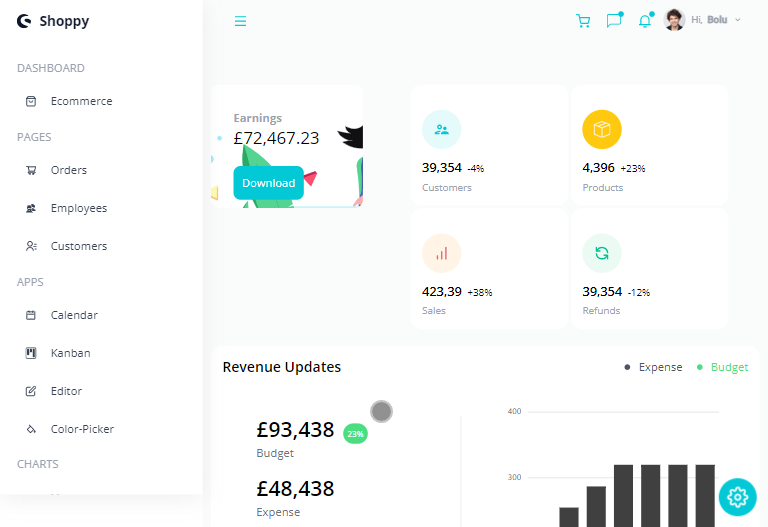 Shoppy
Hi, Bolu
DASHBOARD
Ecommerce
PAGES
Orders
Employees
Customers
APPS
Calendar
Kanban
Editor
Color-Picker
CHARTS
Earnings
£72,467.23
Download
39,354 -4%
Customers
4,396 +23%
Products
423,39 +38%
Sales
39,354 -12%
Refunds
Revenue Updates
Expense
Budget
£93,438 23%
Budget
£48,438
Expense
400
300